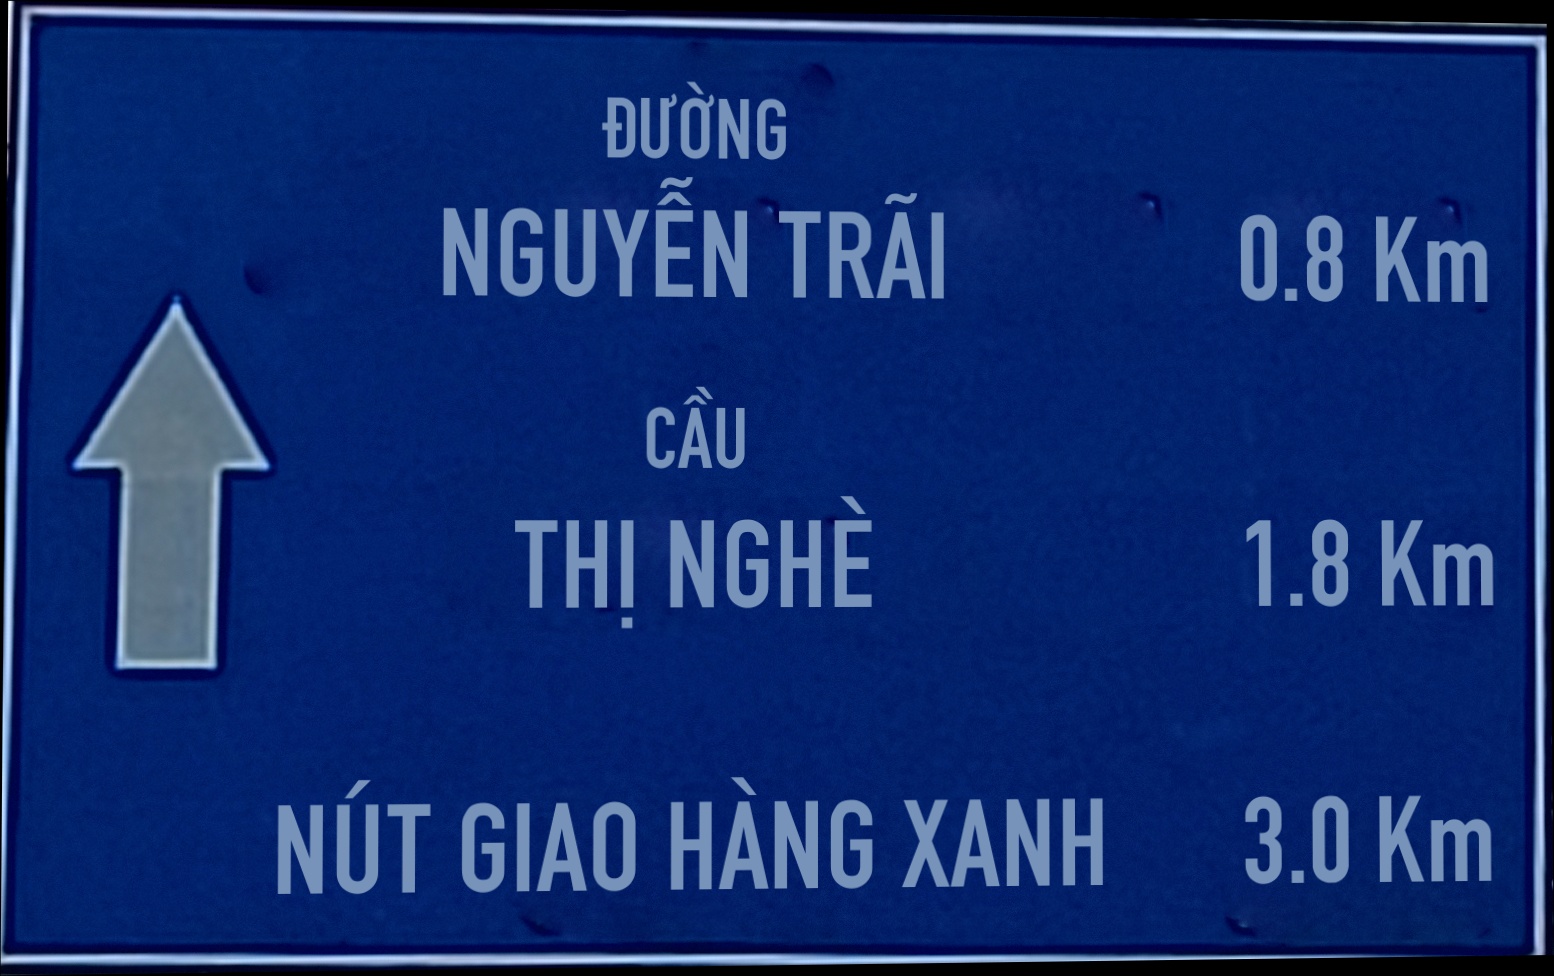 ĐƯỜNG
NGUYỄN TRÃI 0.8 Km
CẦU
THỊ NGHÈ 1.8 Km
NÚT GIAO HÀNG XANH 3.0 Km